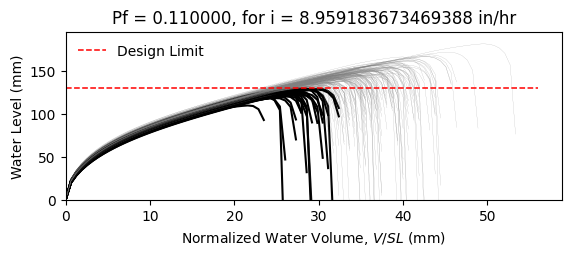 Pf = 0.110000, for i = 8.959183673469388 in/hr
Design Limit
Water Level (mm)
150
100
50
0
0 10 20 30 40 50
Normalized Water Volume, V/SL (mm)